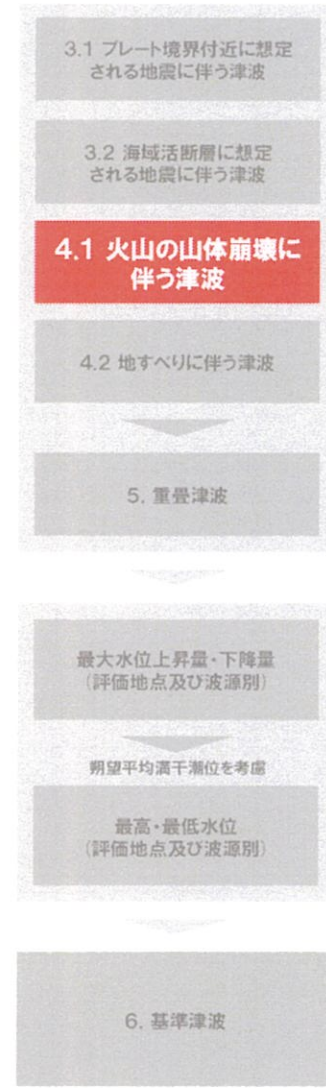 3.1 プレート境界付近に想定
される地震に伴う津波
3.2 海域活断層に想定
される地震に伴う津波
4.1 火山の山体崩壊に
伴う津波
4.2 地すべりに伴う津波
5. 重畳津波
最大水位上昇量・下降量
(評価地点及び波源別)
朔望平均満干潮位を考慮
最高・最低水位
(評価地点及び波源別)
6. 基準津波